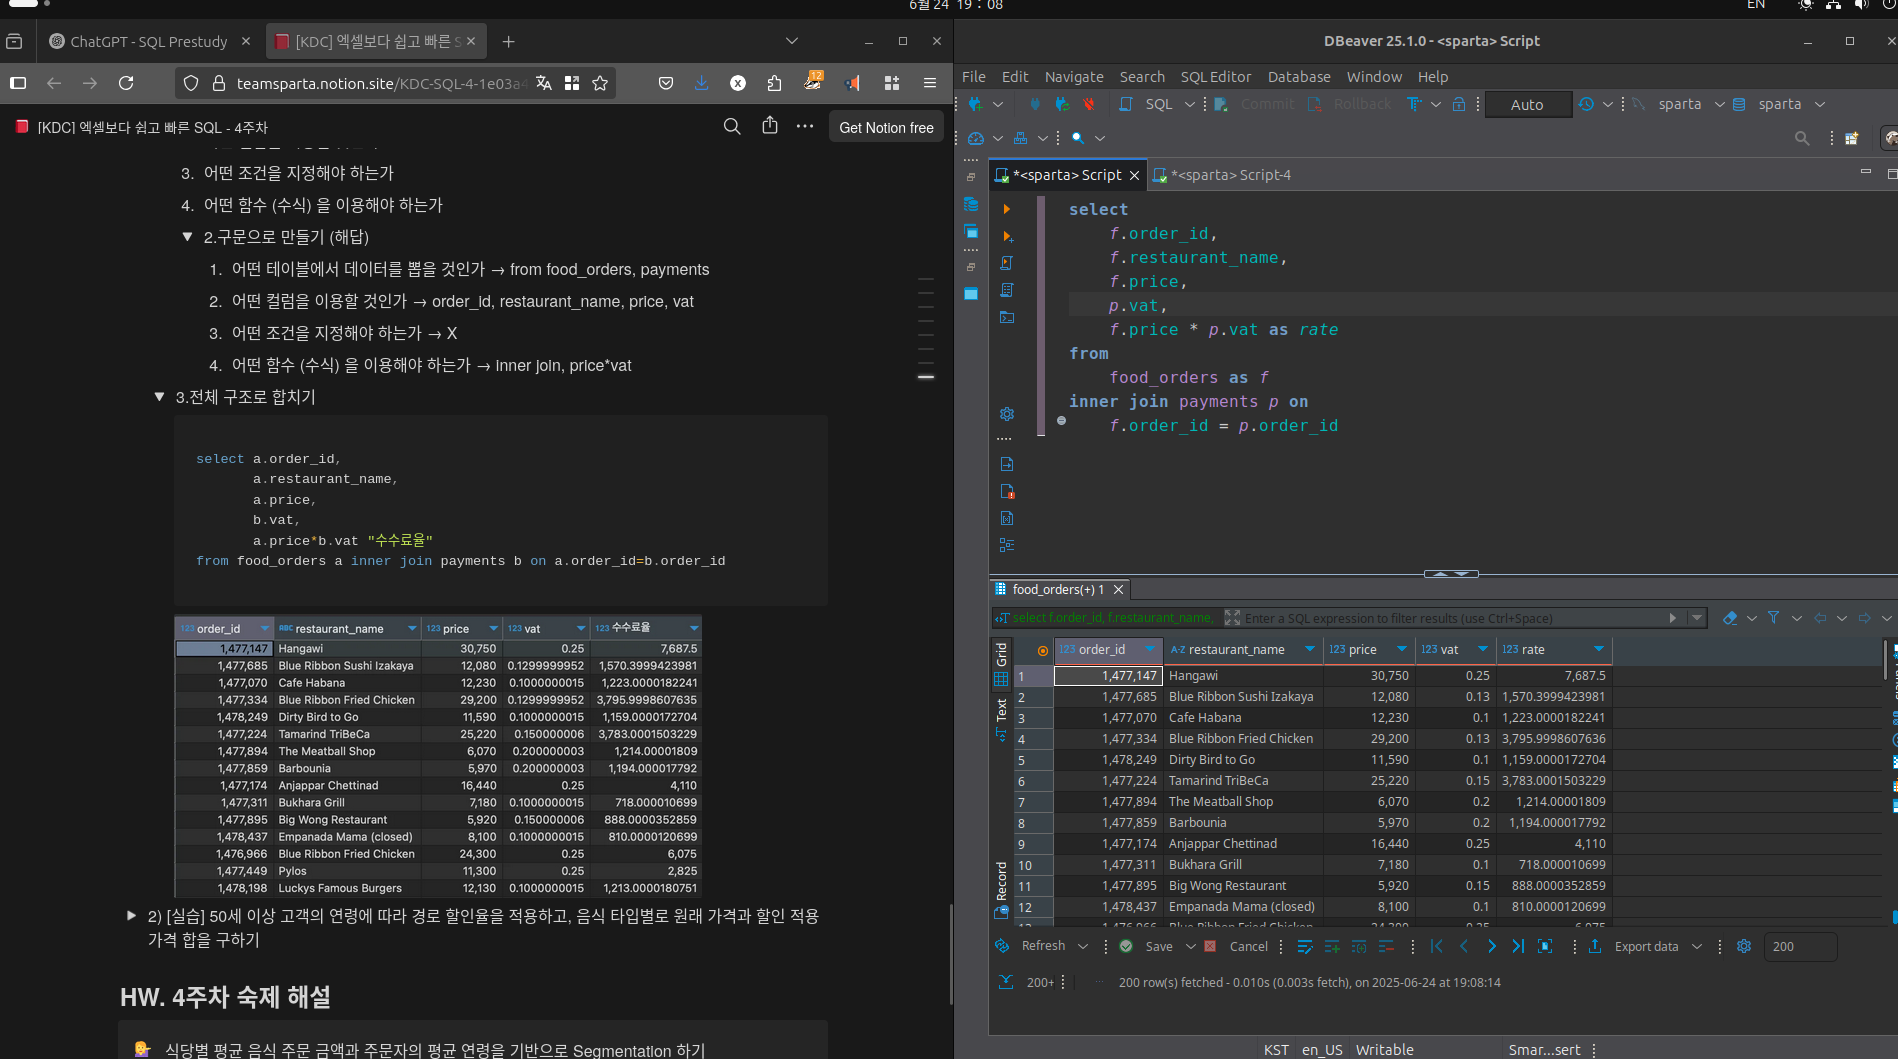 6월 24 19 : 08
EN
ChatGPT - SQL Prestudy
[KDC] 엑셀보다 쉽고 빠른 S
teamsparta.notion.site/KDC-SQL-4-1e03a4
12
[KDC] 엑셀보다 쉽고 빠른 SQL - 4주차
Get Notion free
3. 어떤 조건을 지정해야 하는가
4. 어떤 함수 (수식) 을 이용해야 하는가
2.구문으로 만들기 (해답)
1. 어떤 테이블에서 데이터를 뽑을 것인가 → from food_orders, payments
2. 어떤 컬럼을 이용할 것인가 → order_id, restaurant_name, price, vat
3. 어떤 조건을 지정해야 하는가 → X
4. 어떤 함수 (수식) 을 이용해야 하는가 → inner join, price*vat
3.전체 구조로 합치기
select a.order_id,
a.restaurant_name,
a.price,
b.vat,
a.price*b.vat "수수료율"
from food_orders a inner join payments b on a.order_id=b.order_id
123 order_id ABC restaurant_name 123 price 123 vat 123 수수료율
1,477,147 Hangawi 30,750 0.25 7,687.5
1,477,685 Blue Ribbon Sushi Izakaya 12,080 0.1299999952 1,570.3999423981
1,477,070 Cafe Habana 12,230 0.1000000015 1,223.0000182241
1,477,334 Blue Ribbon Fried Chicken 29,200 0.1299999952 3,795.9998607635
1,478,249 Dirty Bird to Go 11,590 0.1000000015 1,159.0000172704
1,477,224 Tamarind TriBeCa 25,220 0.150000006 3,783.0001503229
1,477,894 The Meatball Shop 6,070 0.200000003 1,214.00001809
1,477,859 Barbounia 5,970 0.200000003 1,194.000017792
1,477,174 Anjappar Chettinad 16,440 0.25 4,110
1,477,311 Bukhara Grill 7,180 0.1000000015 718.000010699
1,477,895 Big Wong Restaurant 5,920 0.150000006 888.0000352859
1,478,437 Empanada Mama (closed) 8,100 0.1000000015 810.0000120699
1,476,966 Blue Ribbon Fried Chicken 24,300 0.25 6,075
1,477,449 Pylos 11,300 0.25 2,825
1,478,198 Luckys Famous Burgers 12,130 0.1000000015 1,213.0000180751
2) [실습] 50세 이상 고객의 연령에 따라 경로 할인율을 적용하고, 음식 타입별로 원래 가격과 할인 적용
가격 합을 구하기
HW. 4주차 숙제 해설
식당별 평균 음식 주문 금액과 주문자의 평균 연령을 기반으로 Segmentation 하기
DBeaver 25.1.0 - <sparta> Script
File Edit Navigate Search SQL Editor Database Window Help
SQL Commit Rollback Auto sparta sparta
*<sparta> Script *<sparta> Script-4
select
f.order_id,
f.restaurant_name,
f.price,
p.vat,
f.price * p.vat as rate
from
food_orders as f
inner join payments p on
f.order_id = p.order_id
food_orders(+) 1
select f.order_id, f.restaurant_name, Enter a SQL expression to filter results (use Ctrl+Space)
Grid
Text
Record
123 order_id A-Z restaurant_name 123 price 123 vat 123 rate
1 1,477,147 Hangawi 30,750 0.25 7,687.5
2 1,477,685 Blue Ribbon Sushi Izakaya 12,080 0.13 1,570.3999423981
3 1,477,070 Cafe Habana 12,230 0.1 1,223.0000182241
4 1,477,334 Blue Ribbon Fried Chicken 29,200 0.13 3,795.9998607636
5 1,478,249 Dirty Bird to Go 11,590 0.1 1,159.0000172704
6 1,477,224 Tamarind TriBeCa 25,220 0.15 3,783.0001503229
7 1,477,894 The Meatball Shop 6,070 0.2 1,214.00001809
8 1,477,859 Barbounia 5,970 0.2 1,194.000017792
9 1,477,174 Anjappar Chettinad 16,440 0.25 4,110
10 1,477,311 Bukhara Grill 7,180 0.1 718.000010699
11 1,477,895 Big Wong Restaurant 5,920 0.15 888.000352859
12 1,478,437 Empanada Mama (closed) 8,100 0.1 810.0000120699
Refresh Save Cancel Export data 200
200+ 200 row(s) fetched - 0.010s (0.003s fetch), on 2025-06-24 at 19:08:14
KST en_US Writable Smar...sert